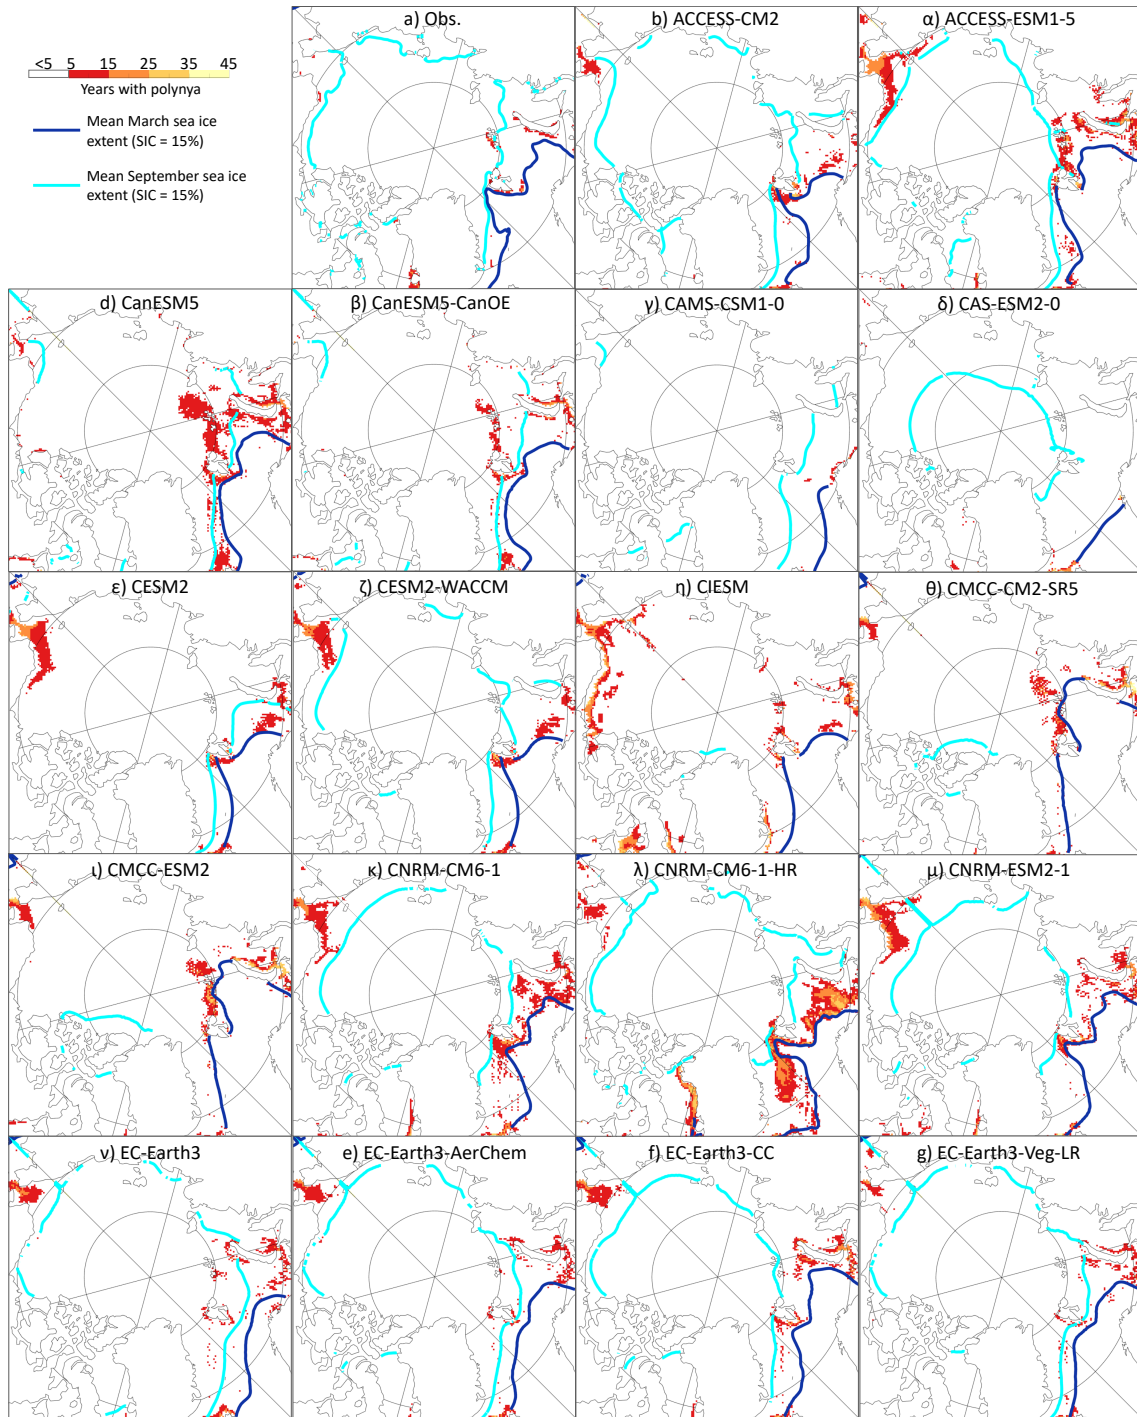 a) Obs.
b) ACCESS-CM2
α) ACCESS-ESM1-5
<5 5 15 25 35 45
Years with polynya
Mean March sea ice
extent (SIC = 15%)
Mean September sea ice
extent (SIC = 15%)
d) CanESM5
β) CanESM5-CanOE
γ) CAMS-CSM1-0
δ) CAS-ESM2-0
ε) CESM2
ζ) CESM2-WACCM
η) CIESM
θ) CMCC-CM2-SR5
ι) CMCC-ESM2
κ) CNRM-CM6-1
λ) CNRM-CM6-1-HR
μ) CNRM-ESM2-1
ν) EC-Earth3
e) EC-Earth3-AerChem
f) EC-Earth3-CC
g) EC-Earth3-Veg-LR